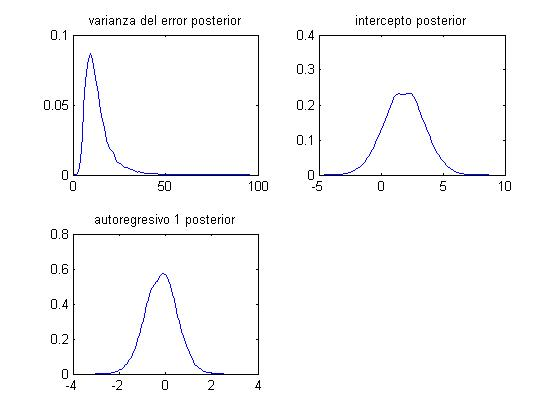 varianza del error posterior
0.1
0.05
0
0 50 100
intercepto posterior
0.4
0.3
0.2
0.1
0
-5 0 5 10
autoregresivo 1 posterior
0.8
0.6
0.4
0.2
0
-4 -2 0 2 4